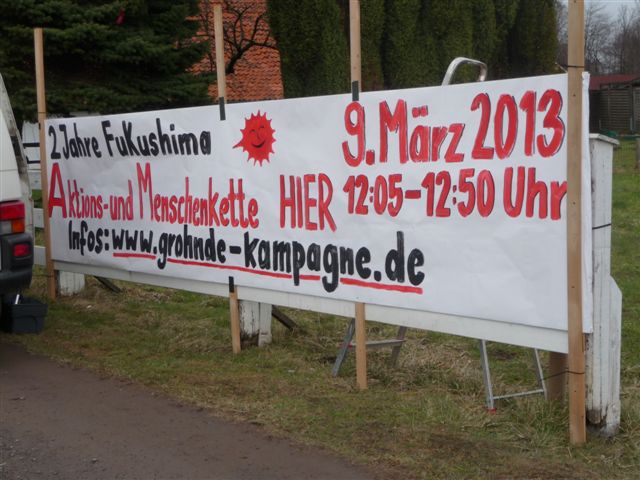 2 Jahre Fukushima
9. März 2013
Aktions- und Menschenkette HIER 12:05-12:50 Uhr
Infos: www.grohnde-kampagne.de